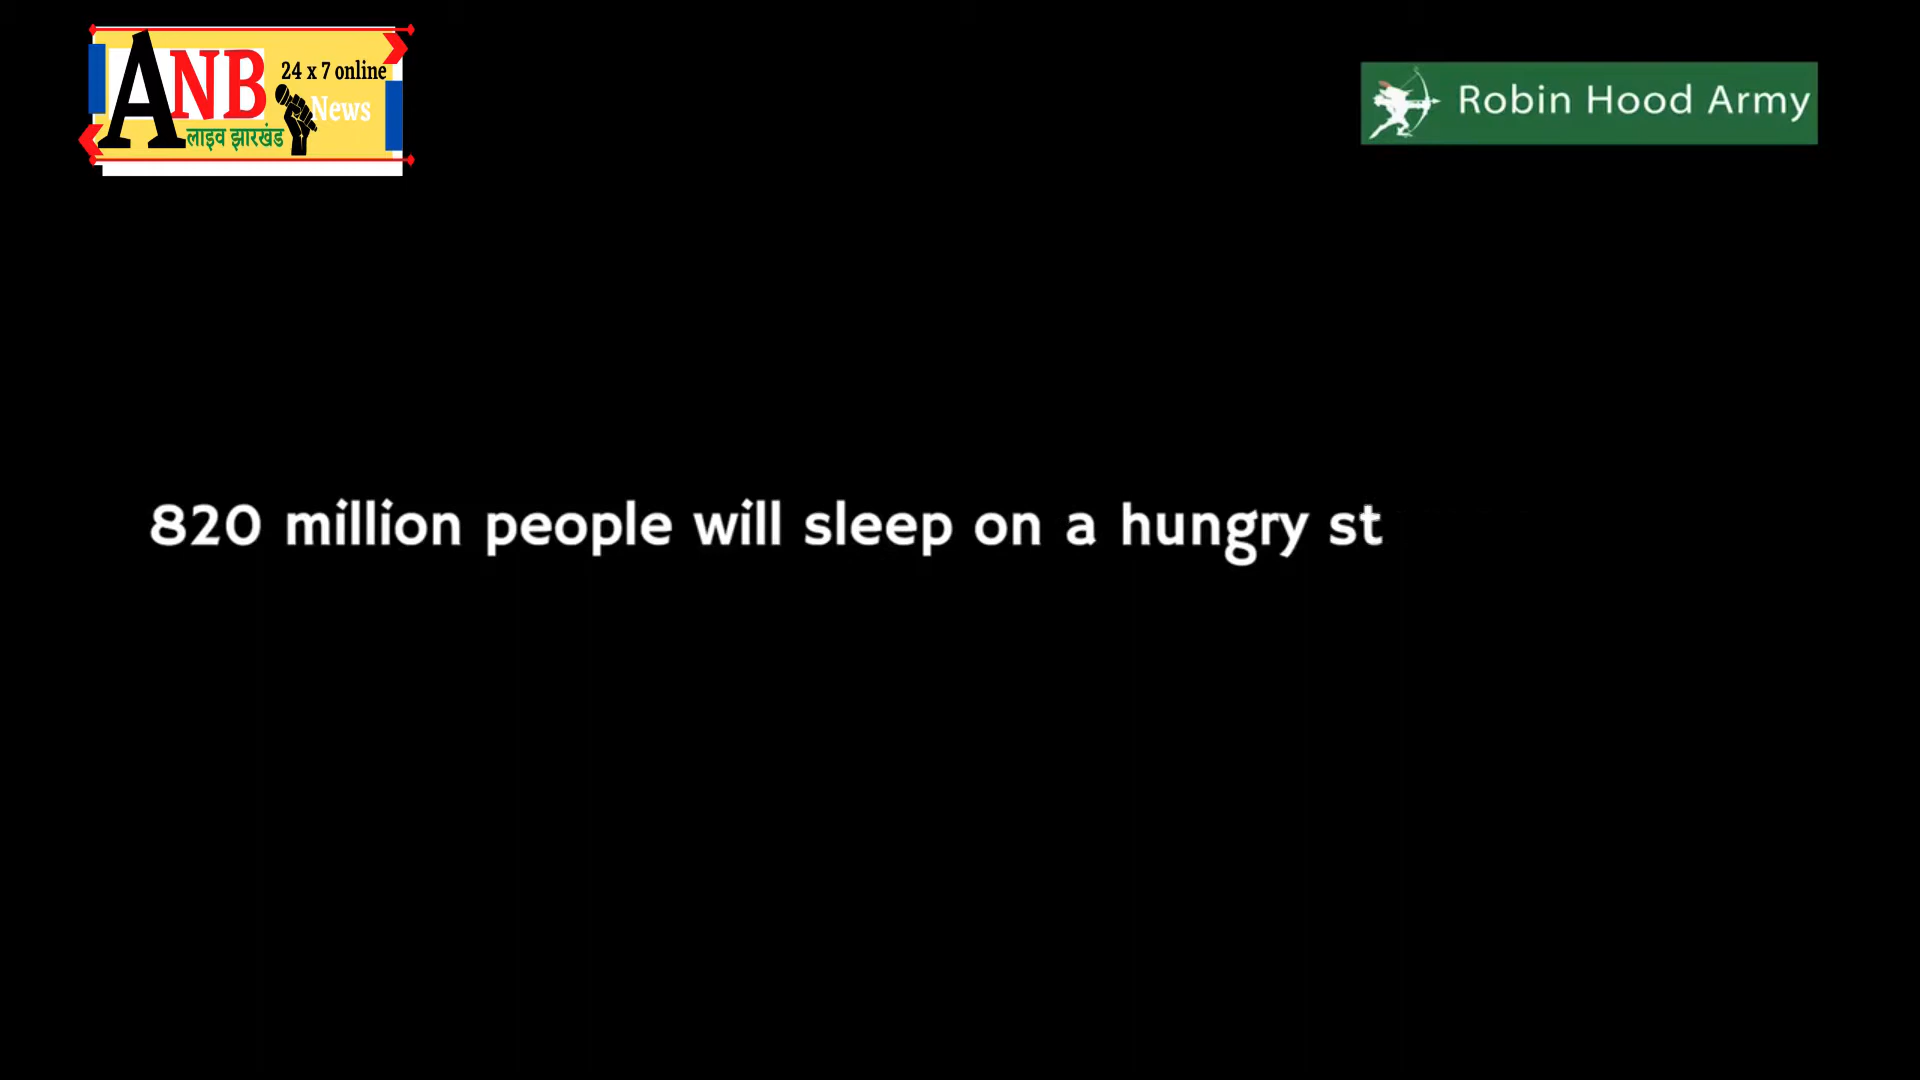 ANB
24 x 7 online
News
लाइव झारखंड
Robin Hood Army
820 million people will sleep on a hungry st